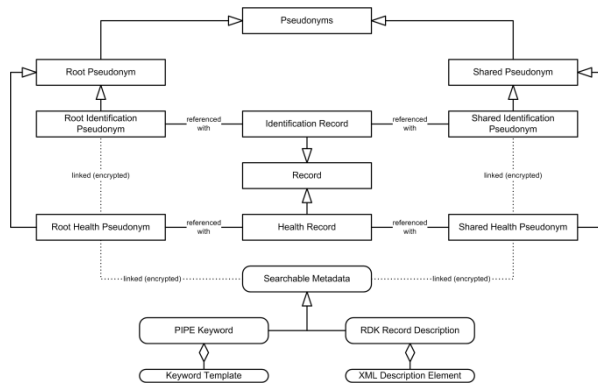 Pseudonyms
Root Pseudonym
Shared Pseudonym
Root Identification
Pseudonym
referenced
with
Identification Record
referenced
with
Shared Identification
Pseudonym
linked (encrypted)
Record
linked (encrypted)
Root Health Pseudonym
referenced
with
Health Record
referenced
with
Shared Health Pseudonym
linked (encrypted)
Searchable Metadata
linked (encrypted)
PIPE Keyword
RDK Record Description
Keyword Template
XML Description Element